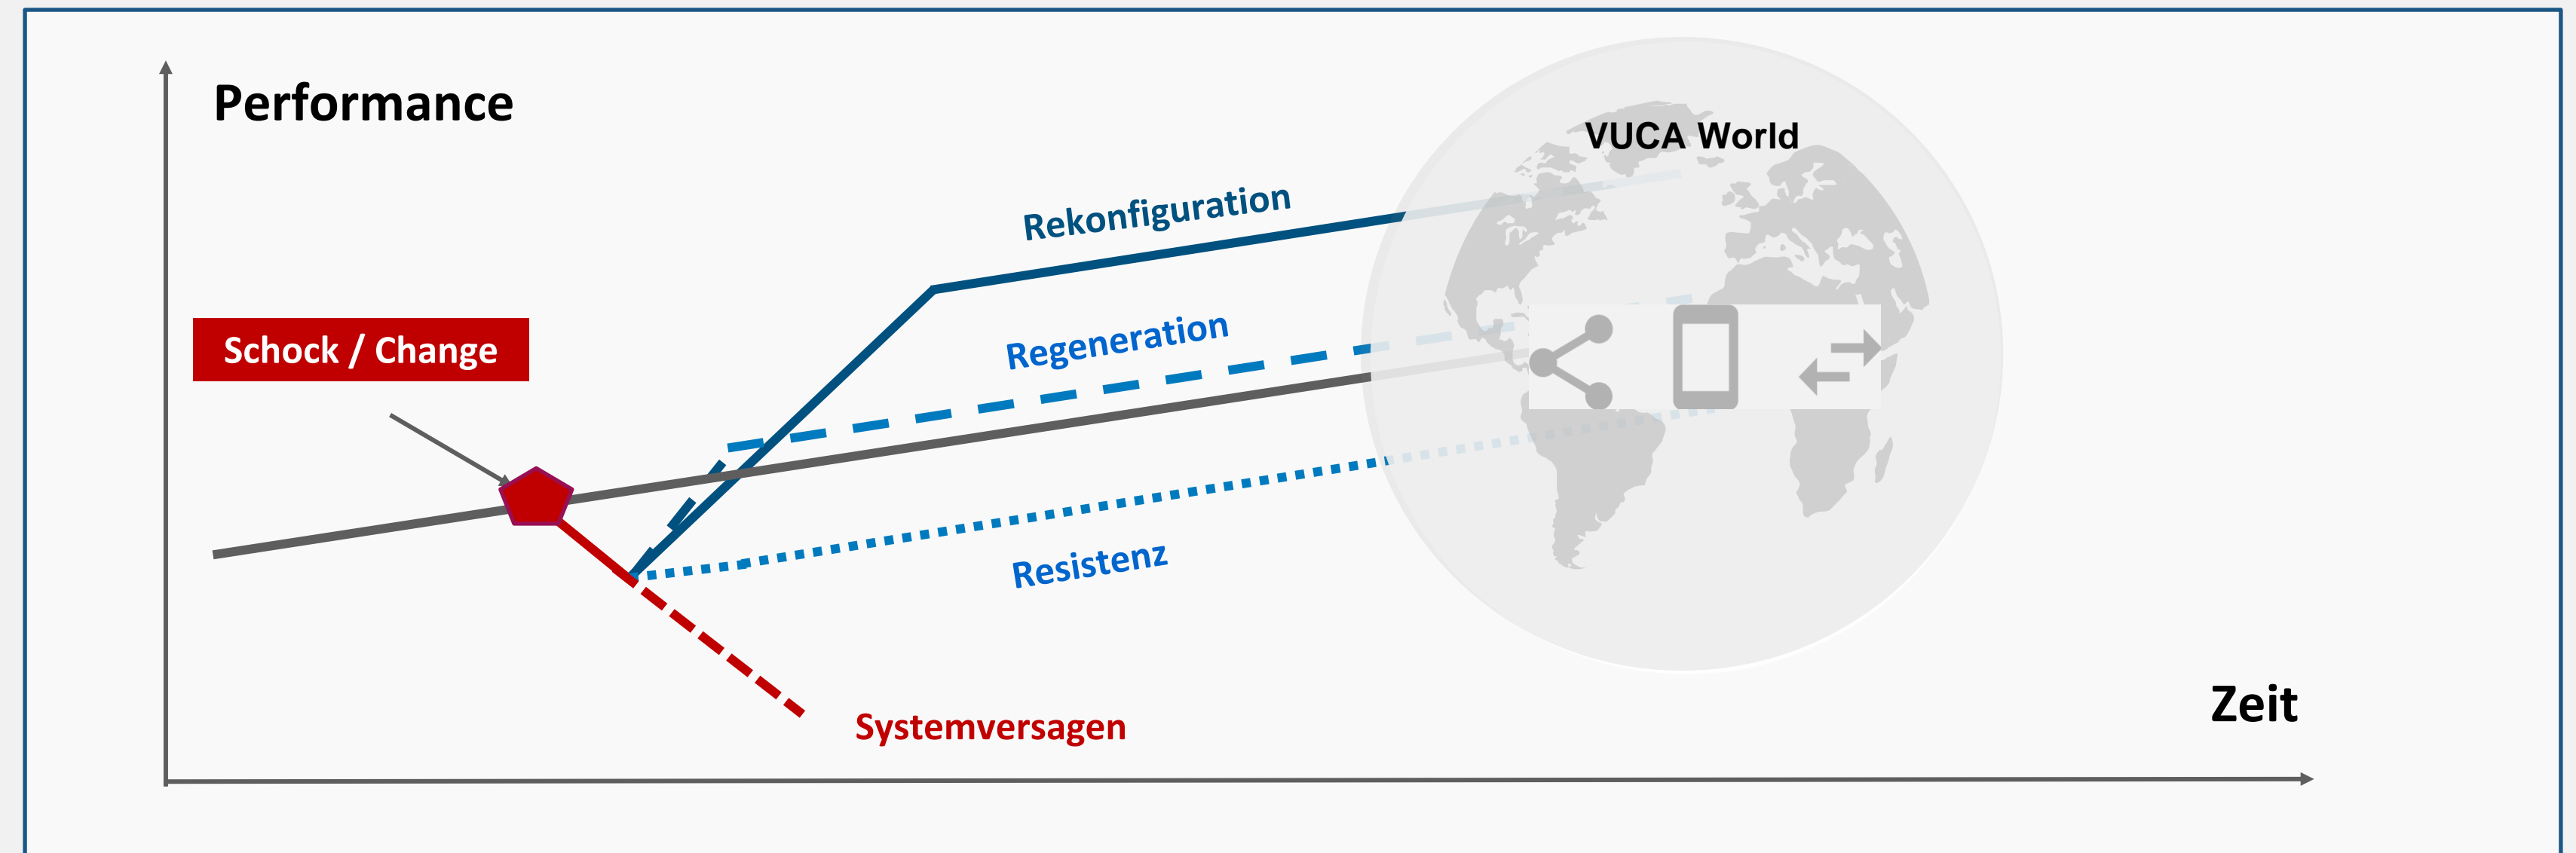 Performance
VUCA World
Rekonfiguration
Schock / Change
Regeneration
Resistenz
Systemversagen
Zeit